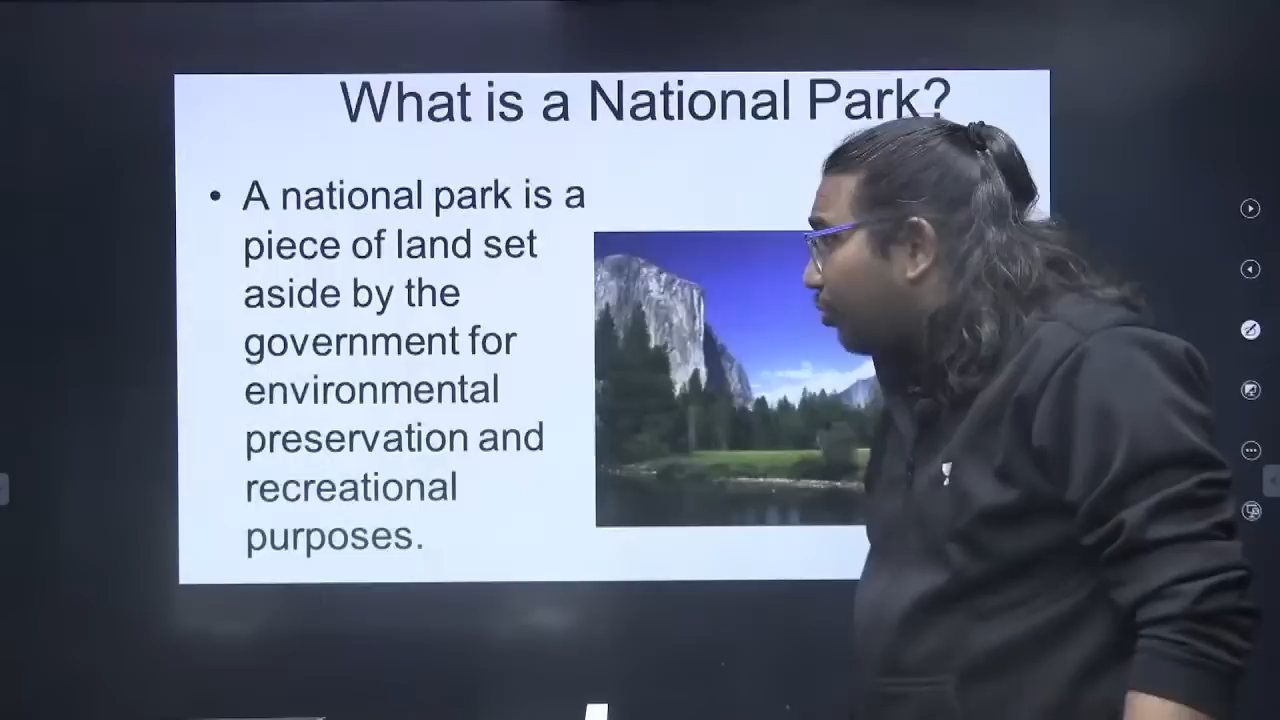 What is a National Park?
• A national park is a
piece of land set
aside by the
government for
environmental
preservation and
recreational
purposes.